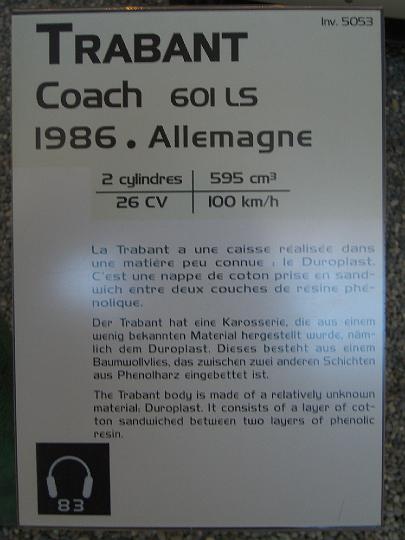 Inv. 5053
TRABANT
Coach 601 LS
1986 . Allemagne
2 cylindres 595 cm³
26 CV 100 km/h
La Trabant a une caisse réalisée dans
une matière peu connue : le Duroplast.
C'est une nappe de coton prise en sand-
wich entre deux couches de résine phé-
nolique.
Der Trabant hat eine Karosserie, die aus einem
wenig bekannten Material hergestellt wurde, näm-
lich dem Duroplast. Dieses besteht aus einem
Baumwollvlies, das zwischen zwei anderen Schichten
aus Phenolharz eingebettet ist.
The Trabant body is made of a relatively unknown
material: Duroplast. It consists of a layer of cot-
ton sandwiched between two layers of phenolic
resin.
83